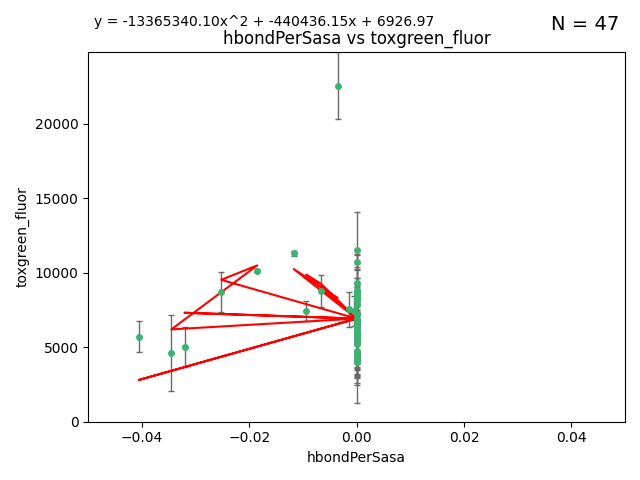 y = -13365340.10x^2 + -440436.15x + 6926.97
N = 47
hbondPerSasa vs toxgreen_fluor
toxgreen_fluor
20000
15000
10000
5000
0
−0.04
−0.02
0.00
0.02
0.04
hbondPerSasa